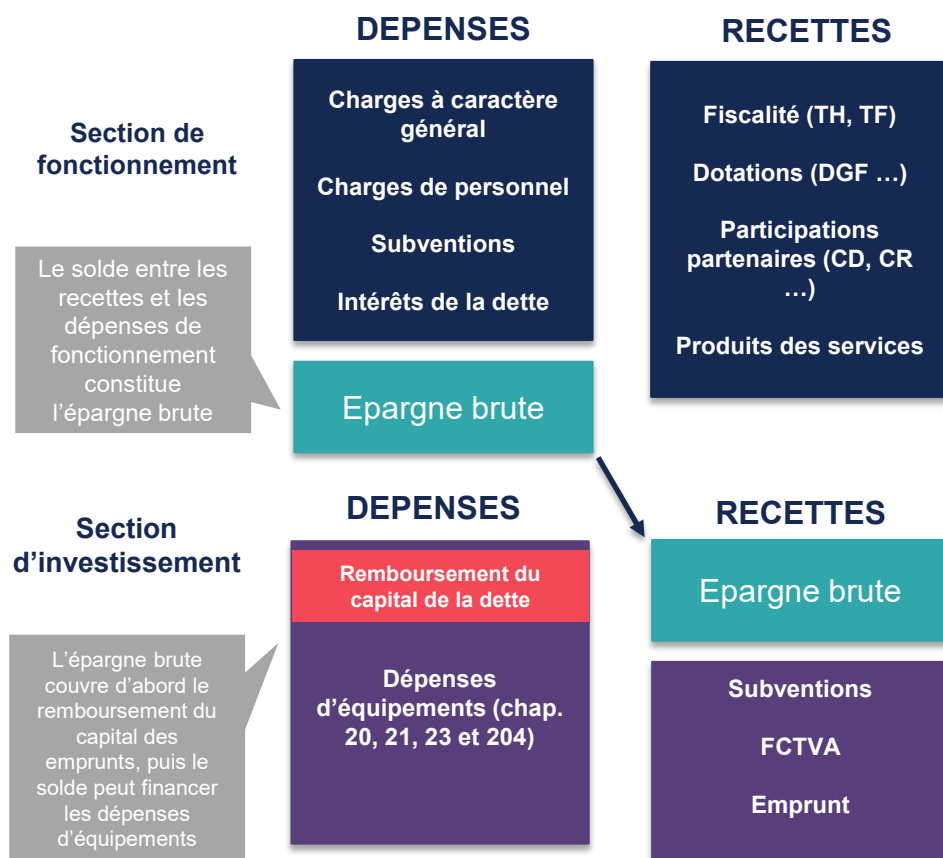 DEPENSES
RECETTES
Section de
fonctionnement
Charges à caractère
général
Charges de personnel
Subventions
Intérêts de la dette
Fiscalité (TH, TF)
Dotations (DGF ...)
Participations
partenaires (CD, CR
...)
Produits des services
Le solde entre les
recettes et les
dépenses de
fonctionnement
constitue
l’épargne brute
Epargne brute
Section
d’investissement
DEPENSES
RECETTES
Remboursement du
capital de la dette
Epargne brute
L’épargne brute
couvre d’abord le
remboursement du
capital des
emprunts, puis le
solde peut financer
les dépenses
d’équipements
Dépenses
d’équipements (chap.
20, 21, 23 et 204)
Subventions
FCTVA
Emprunt